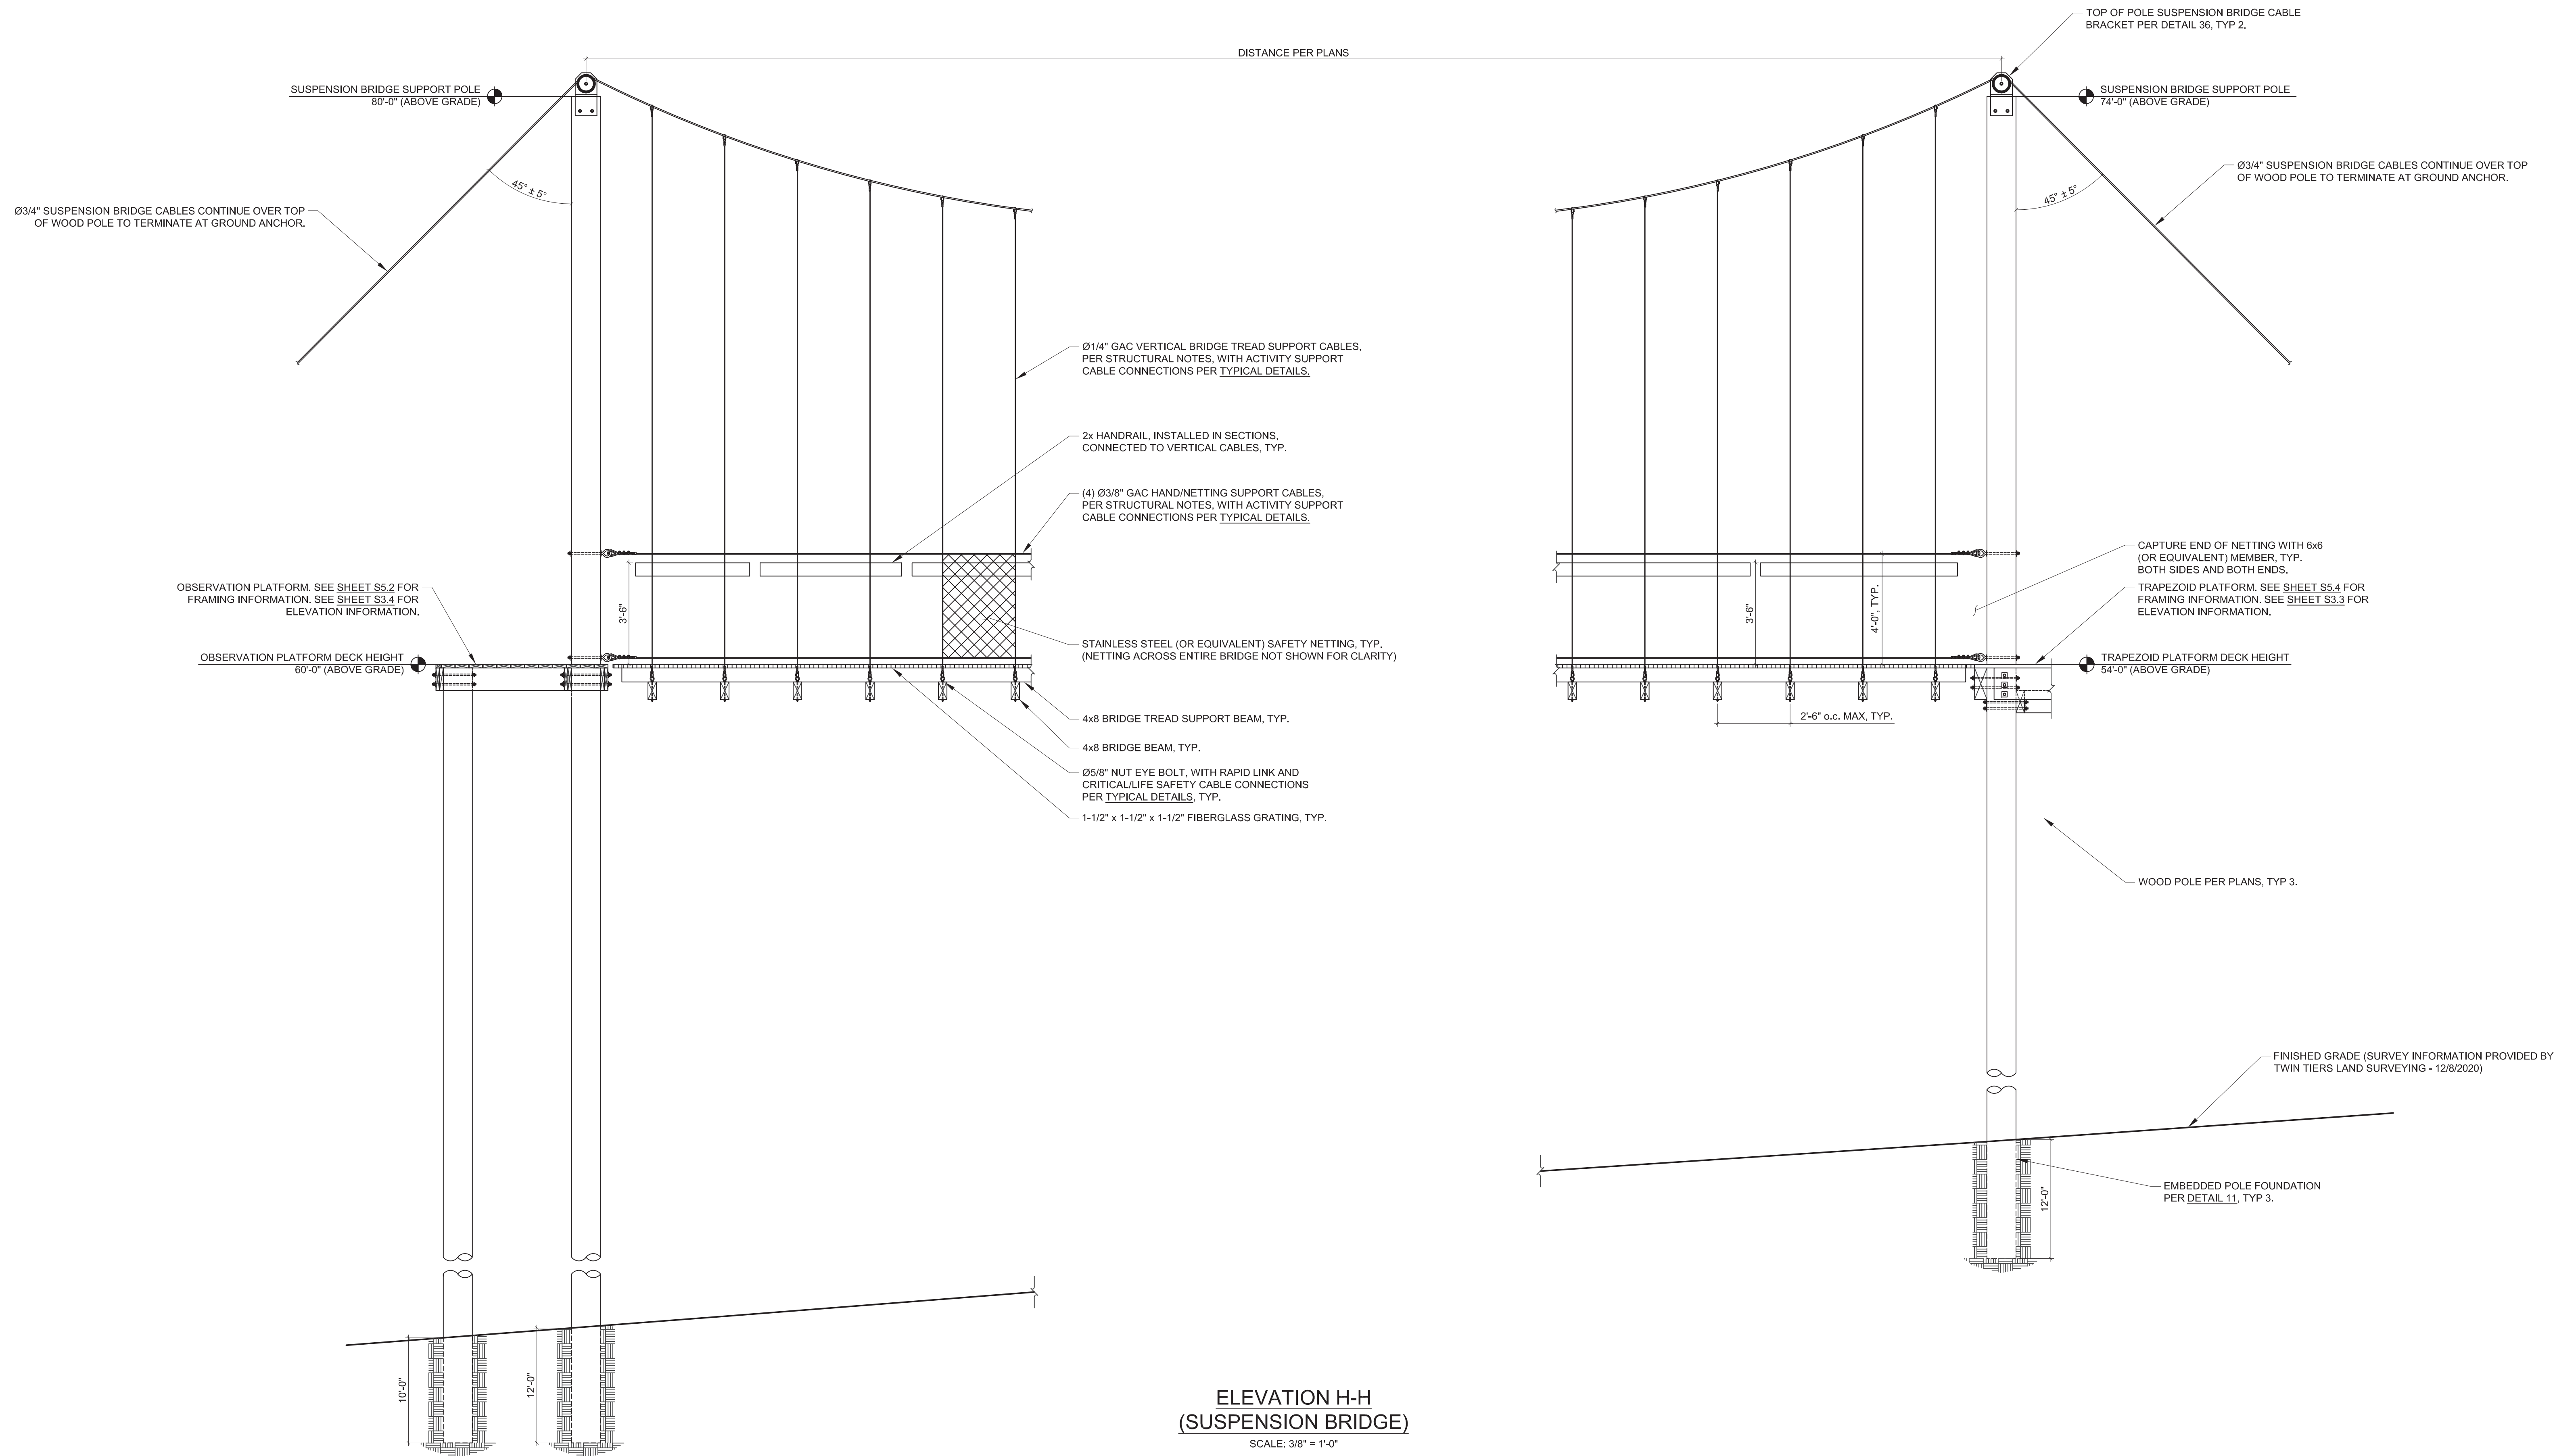 TOP OF POLE SUSPENSION BRIDGE CABLE
BRACKET PER DETAIL 36, TYP 2.
DISTANCE PER PLANS
SUSPENSION BRIDGE SUPPORT POLE
80'-0" (ABOVE GRADE)
SUSPENSION BRIDGE SUPPORT POLE
74'-0" (ABOVE GRADE)
Ø3/4" SUSPENSION BRIDGE CABLES CONTINUE OVER TOP
OF WOOD POLE TO TERMINATE AT GROUND ANCHOR.
45° ± 5°
45° ± 5°
Ø3/4" SUSPENSION BRIDGE CABLES CONTINUE OVER TOP
OF WOOD POLE TO TERMINATE AT GROUND ANCHOR.
Ø1/4" GAC VERTICAL BRIDGE TREAD SUPPORT CABLES,
PER STRUCTURAL NOTES, WITH ACTIVITY SUPPORT
CABLE CONNECTIONS PER TYPICAL DETAILS.
2x HANDRAIL, INSTALLED IN SECTIONS,
CONNECTED TO VERTICAL CABLES, TYP.
(4) Ø3/8" GAC HAND/NETTING SUPPORT CABLES,
PER STRUCTURAL NOTES, WITH ACTIVITY SUPPORT
CABLE CONNECTIONS PER TYPICAL DETAILS.
CAPTURE END OF NETTING WITH 6x6
(OR EQUIVALENT) MEMBER, TYP.
BOTH SIDES AND BOTH ENDS.
OBSERVATION PLATFORM. SEE SHEET S5.2 FOR
FRAMING INFORMATION. SEE SHEET S3.4 FOR
ELEVATION INFORMATION.
TRAPEZOID PLATFORM. SEE SHEET S5.4 FOR
FRAMING INFORMATION. SEE SHEET S3.3 FOR
ELEVATION INFORMATION.
3'-6"
3'-6"
4'-0", TYP.
STAINLESS STEEL (OR EQUIVALENT) SAFETY NETTING, TYP.
(NETTING ACROSS ENTIRE BRIDGE NOT SHOWN FOR CLARITY)
OBSERVATION PLATFORM DECK HEIGHT
60'-0" (ABOVE GRADE)
TRAPEZOID PLATFORM DECK HEIGHT
54'-0" (ABOVE GRADE)
4x8 BRIDGE TREAD SUPPORT BEAM, TYP.
2'-6" o.c. MAX, TYP.
4x8 BRIDGE BEAM, TYP.
Ø5/8" NUT EYE BOLT, WITH RAPID LINK AND
CRITICAL/LIFE SAFETY CABLE CONNECTIONS
PER TYPICAL DETAILS, TYP.
1-1/2" x 1-1/2" x 1-1/2" FIBERGLASS GRATING, TYP.
WOOD POLE PER PLANS, TYP 3.
FINISHED GRADE (SURVEY INFORMATION PROVIDED BY
TWIN TIERS LAND SURVEYING - 12/8/2020)
EMBEDDED POLE FOUNDATION
PER DETAIL 11, TYP 3.
12'-0"
10'-0"
12'-0"
ELEVATION H-H
(SUSPENSION BRIDGE)
SCALE: 3/8" = 1'-0"